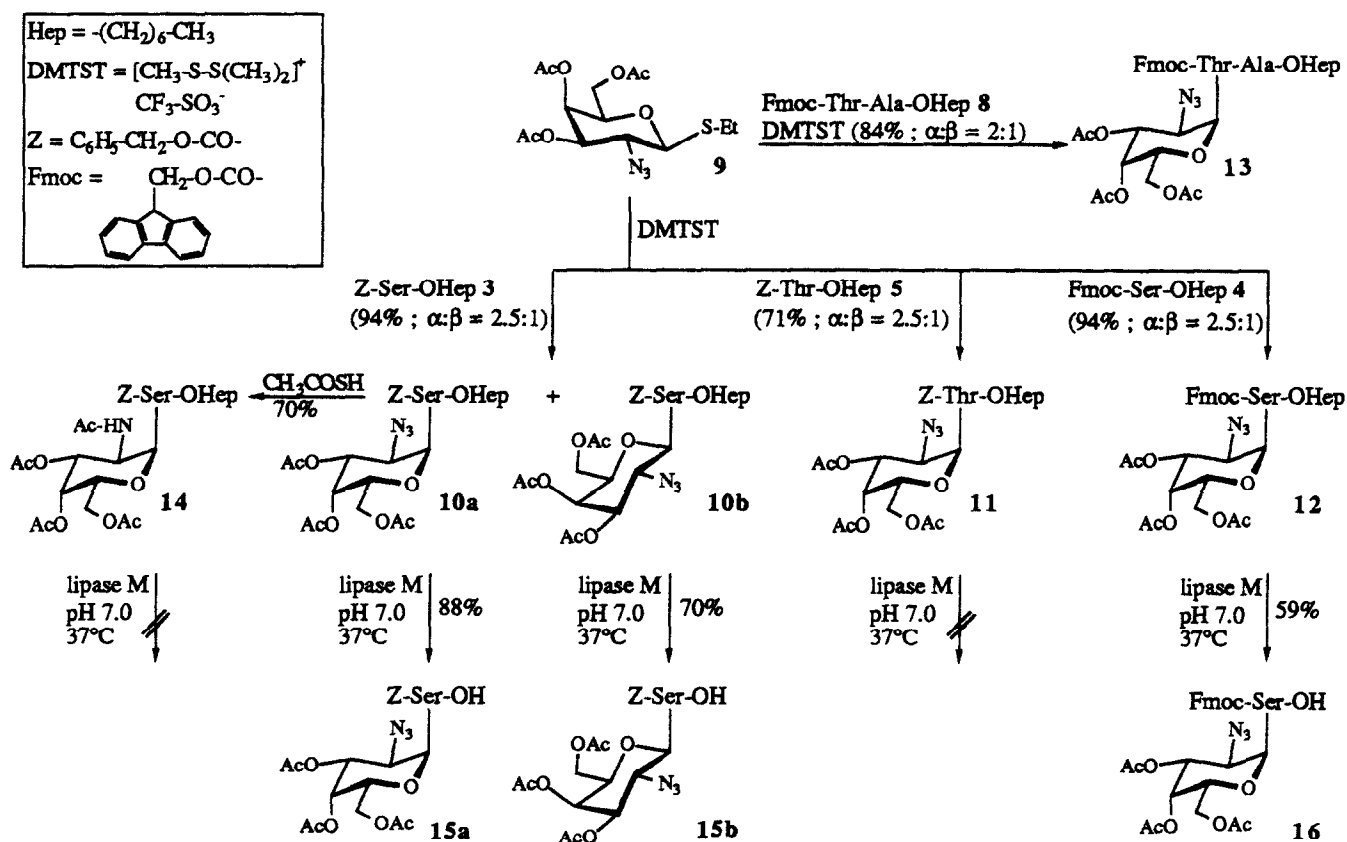 Hep = -(CH2)6-CH3
DMTST = [CH3-S-S(CH3)2]+
CF3-SO3-
Z = C6H5-CH2-O-CO-
Fmoc =
CH2-O-CO-
AcO
OAc
O
AcO
S-Et
N3
9
Fmoc-Thr-Ala-OHep 8
DMTST (84% ; α:β = 2:1)
Fmoc-Thr-Ala-OHep
N3
AcO
O
AcO
OAc
13
DMTST
Z-Ser-OHep 3
(94% ; α:β = 2.5:1)
Z-Thr-OHep 5
(71% ; α:β = 2.5:1)
Fmoc-Ser-OHep 4
(94% ; α:β = 2.5:1)
Z-Ser-OHep
CH3COSH
70%
Z-Ser-OHep
+
Z-Ser-OHep
Z-Thr-OHep
Fmoc-Ser-OHep
Ac-HN
AcO
O
AcO
OAc
14
N3
AcO
O
AcO
OAc
10a
OAc
O
N3
AcO
AcO
10b
N3
AcO
O
AcO
OAc
11
N3
AcO
O
AcO
OAc
12
lipase M
pH 7.0
37°C
lipase M
pH 7.0
37°C
88%
lipase M
pH 7.0
37°C
70%
lipase M
pH 7.0
37°C
lipase M
pH 7.0
37°C
59%
Z-Ser-OH
N3
AcO
O
AcO
OAc
15a
Z-Ser-OH
OAc
O
N3
AcO
AcO
15b
Fmoc-Ser-OH
N3
AcO
O
AcO
OAc
16